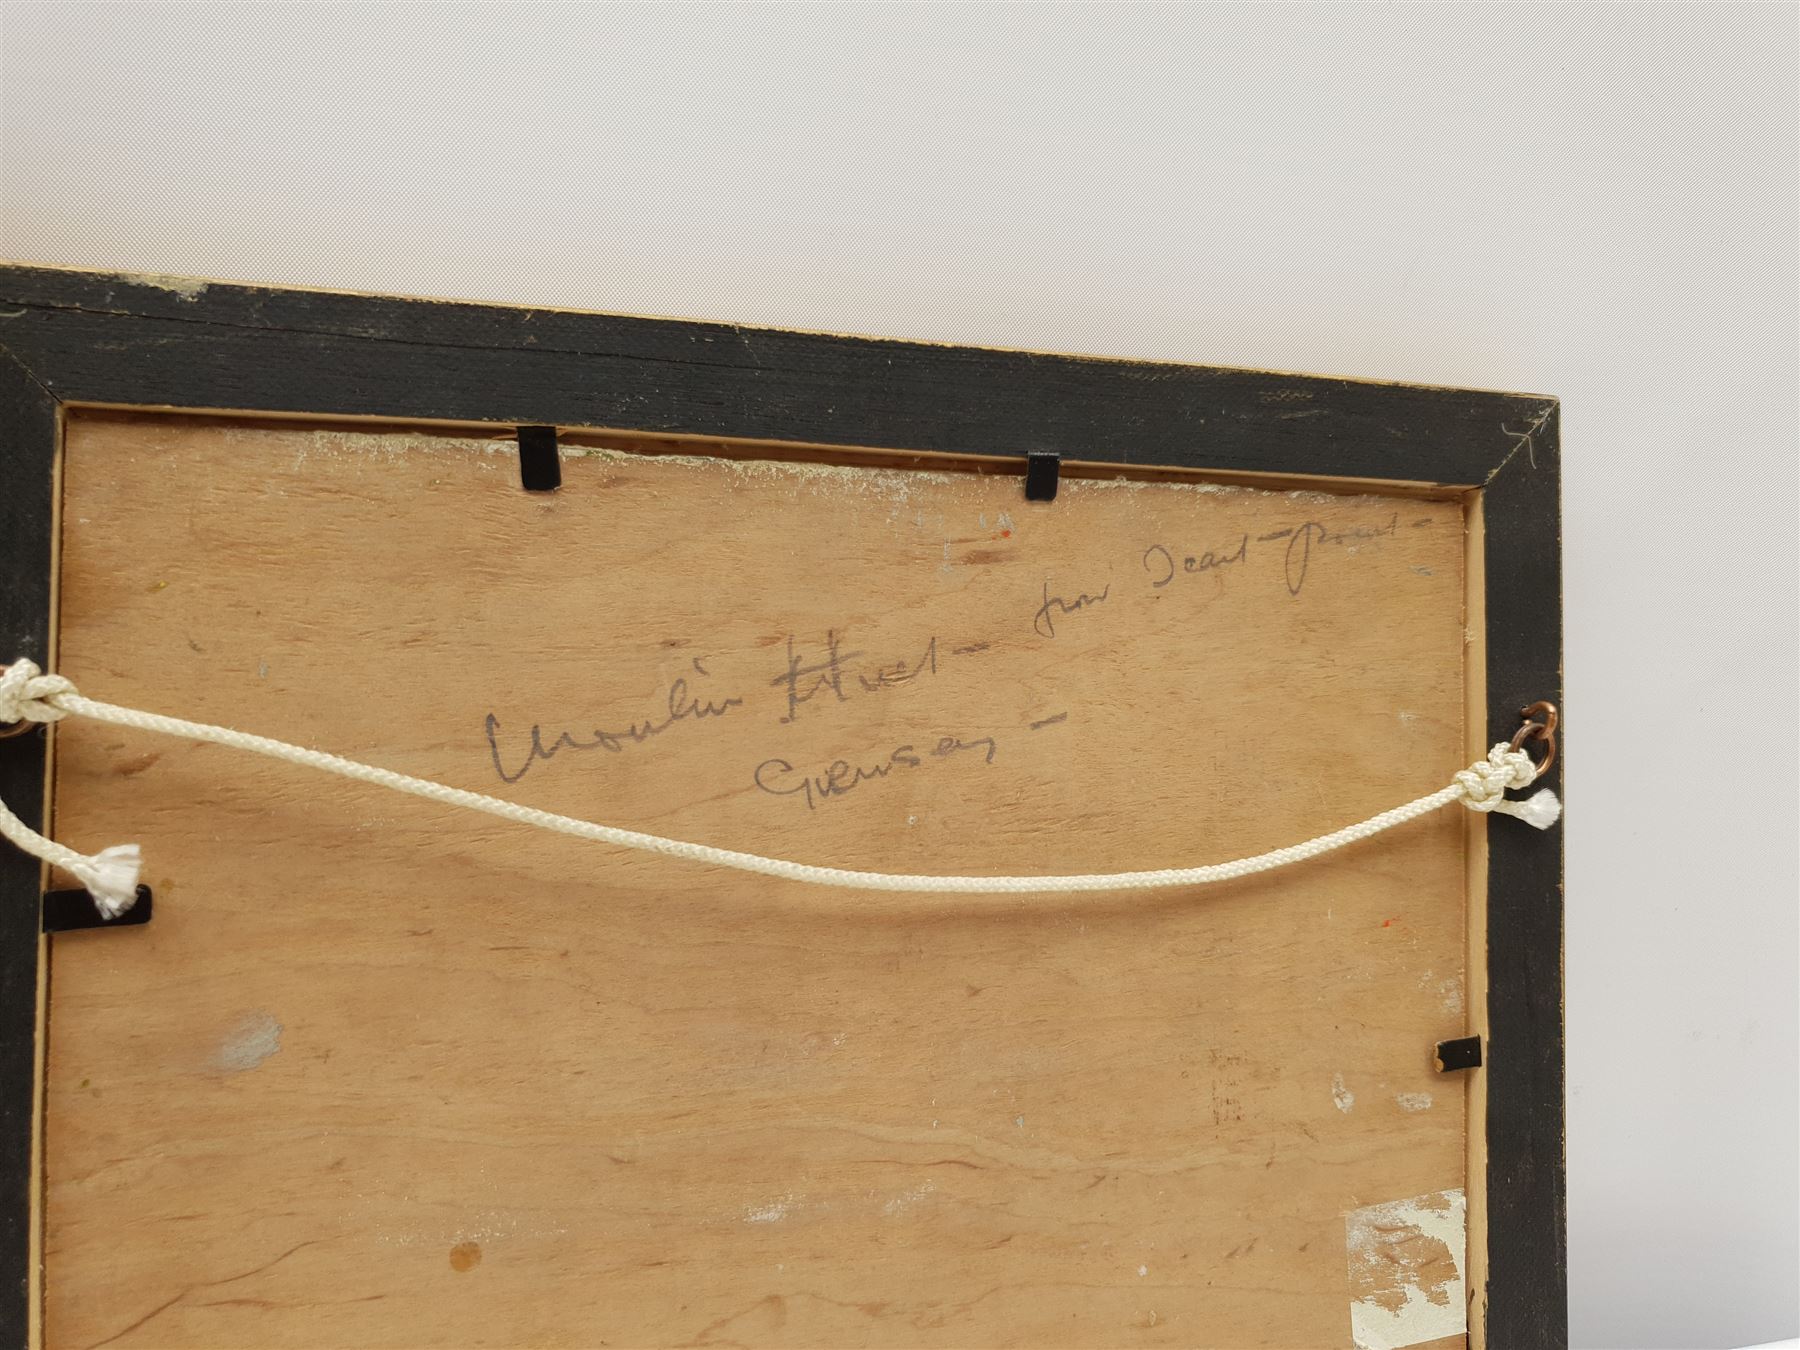 Moulin Huet - from Icart - point -
Guernsey -